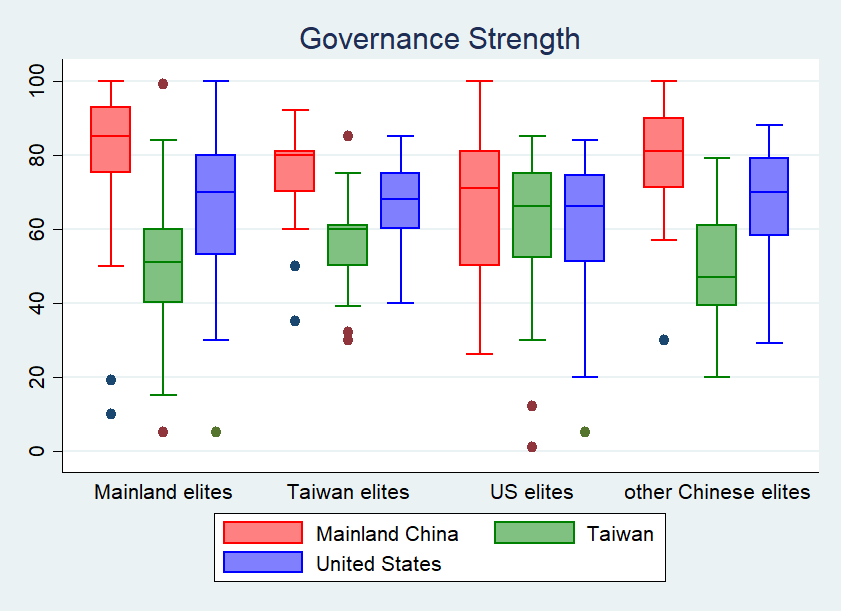 Governance Strength
100
80
60
40
20
0
Mainland elites
Taiwan elites
US elites
other Chinese elites
Mainland China
Taiwan
United States